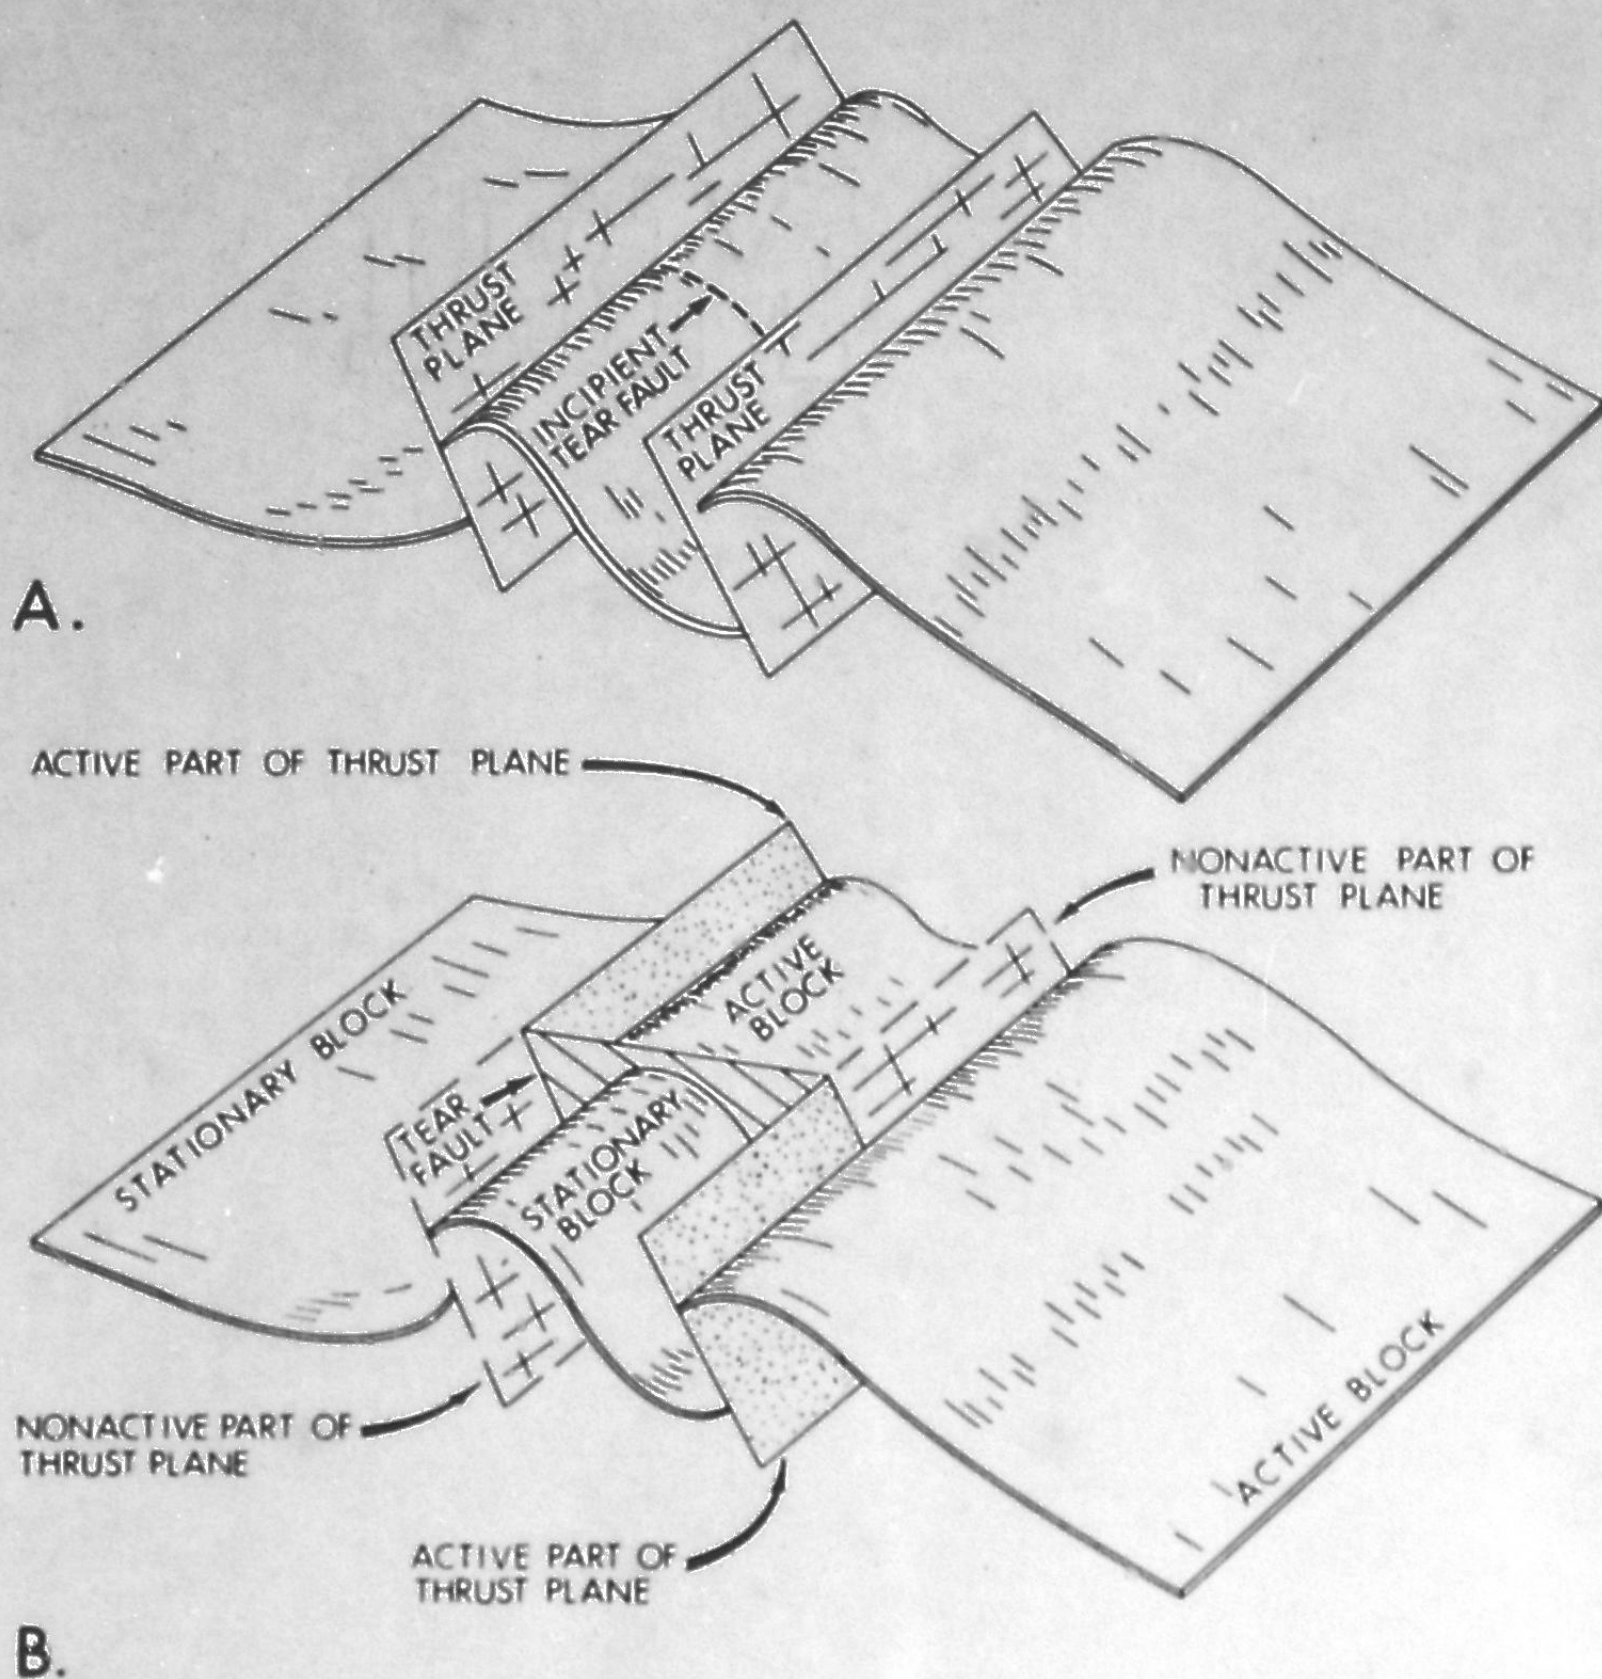 THRUST
PLANE
INCIPIENT
TEAR FAULT
THRUST
PLANE
A.
ACTIVE PART OF THRUST PLANE
NONACTIVE PART OF
THRUST PLANE
ACTIVE
BLOCK
STATIONARY BLOCK
TEAR
FAULT
STATIONARY
BLOCK
NONACTIVE PART OF
THRUST PLANE
ACTIVE BLOCK
ACTIVE PART OF
THRUST PLANE
B.